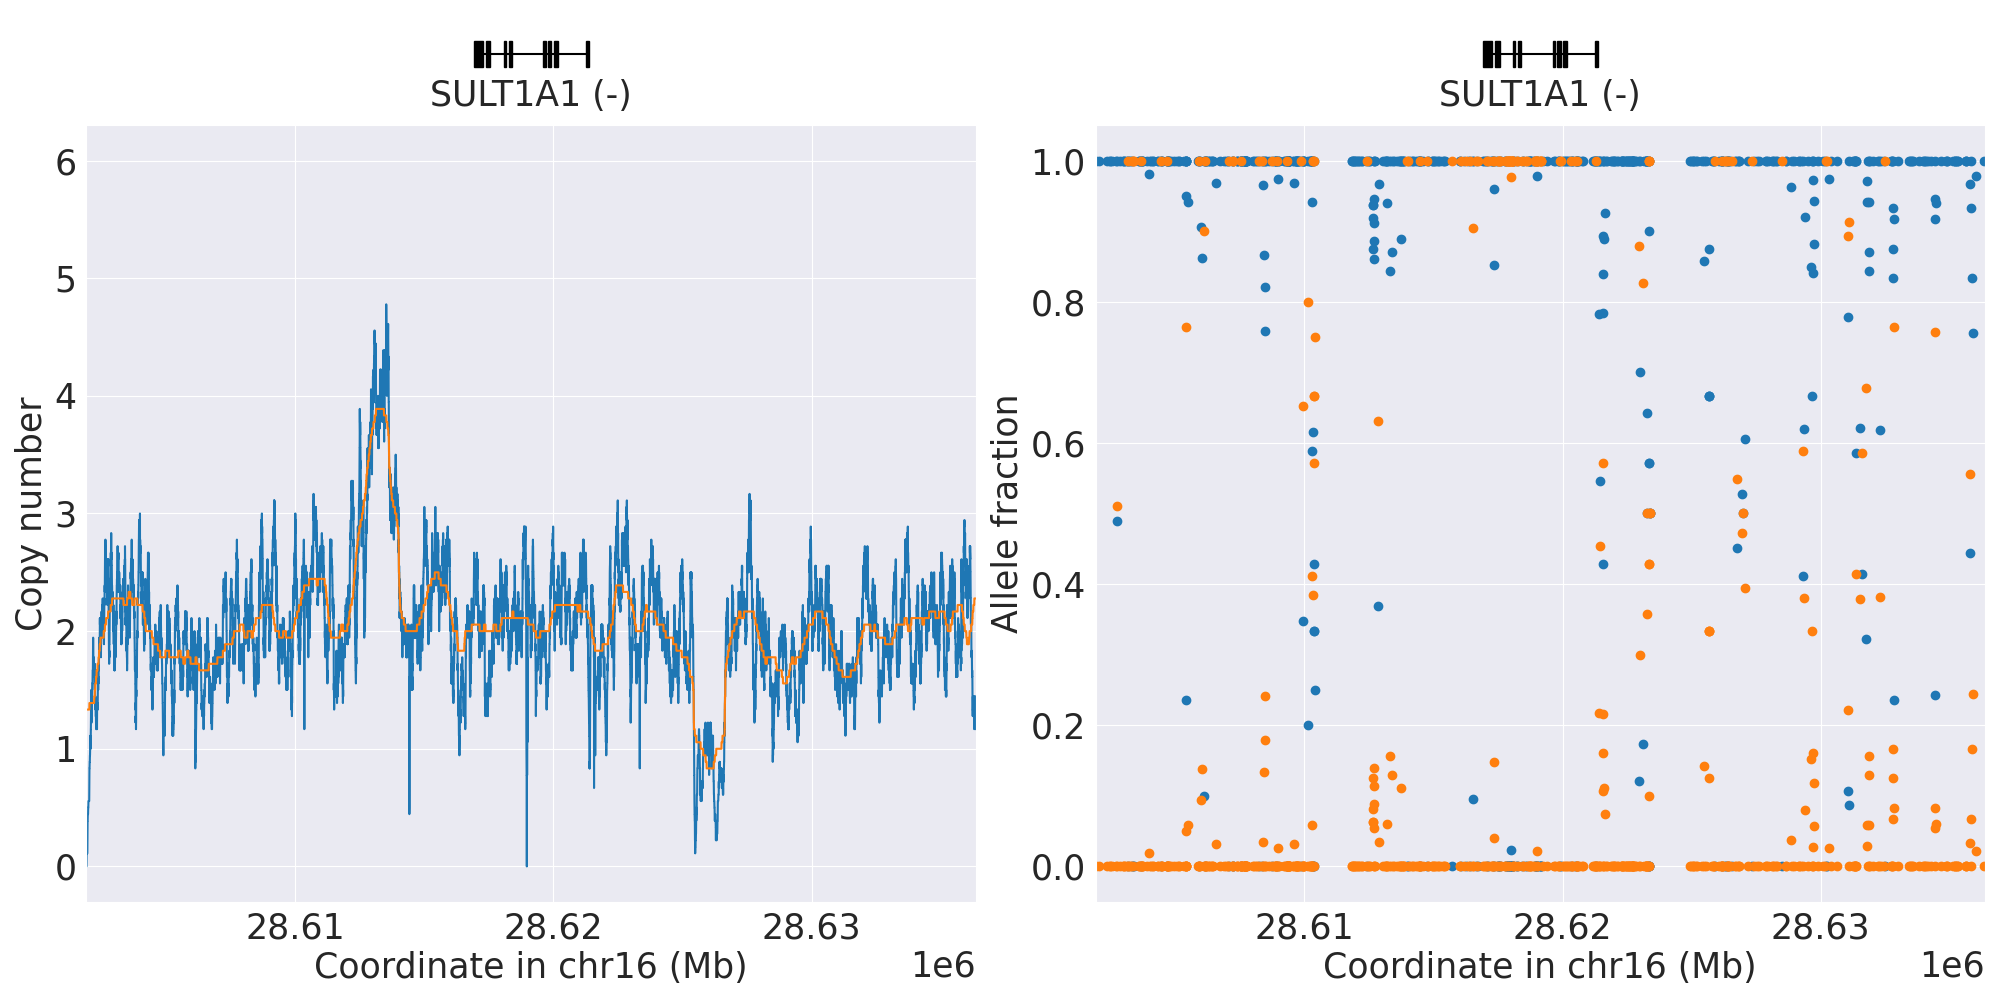 SULT1A1 (-)
6
5
4
3
2
1
0
Copy number
28.61
28.62
28.63
Coordinate in chr16 (Mb)
1e6
SULT1A1 (-)
1.0
0.8
0.6
0.4
0.2
0.0
Allele fraction
28.61
28.62
28.63
Coordinate in chr16 (Mb)
1e6